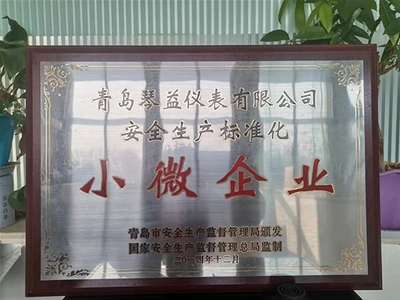 青岛琴益仪表有限公司
安全生产标准化
小微企业
青岛市安全生产监督管理局颁发
国家安全生产监督管理总局监制
二〇一四年十二月